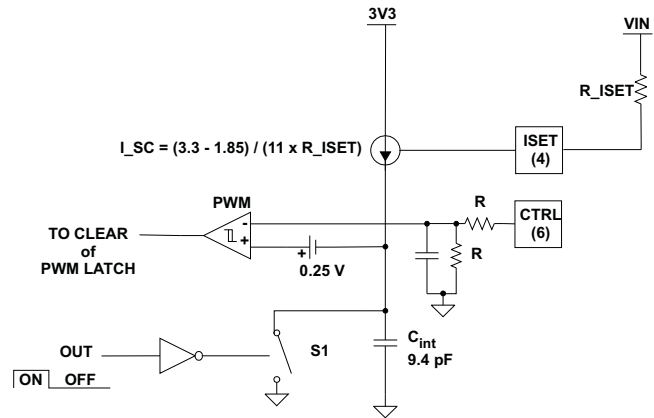 3V3
VIN
R_ISET
I_SC = (3.3 - 1.85) / (11 x R_ISET)
ISET
(4)
PWM
R
CTRL
(6)
-
+
TO CLEAR
of
PWM LATCH
+
0.25 V
R
OUT
S1
Cint
9.4 pF
ON OFF